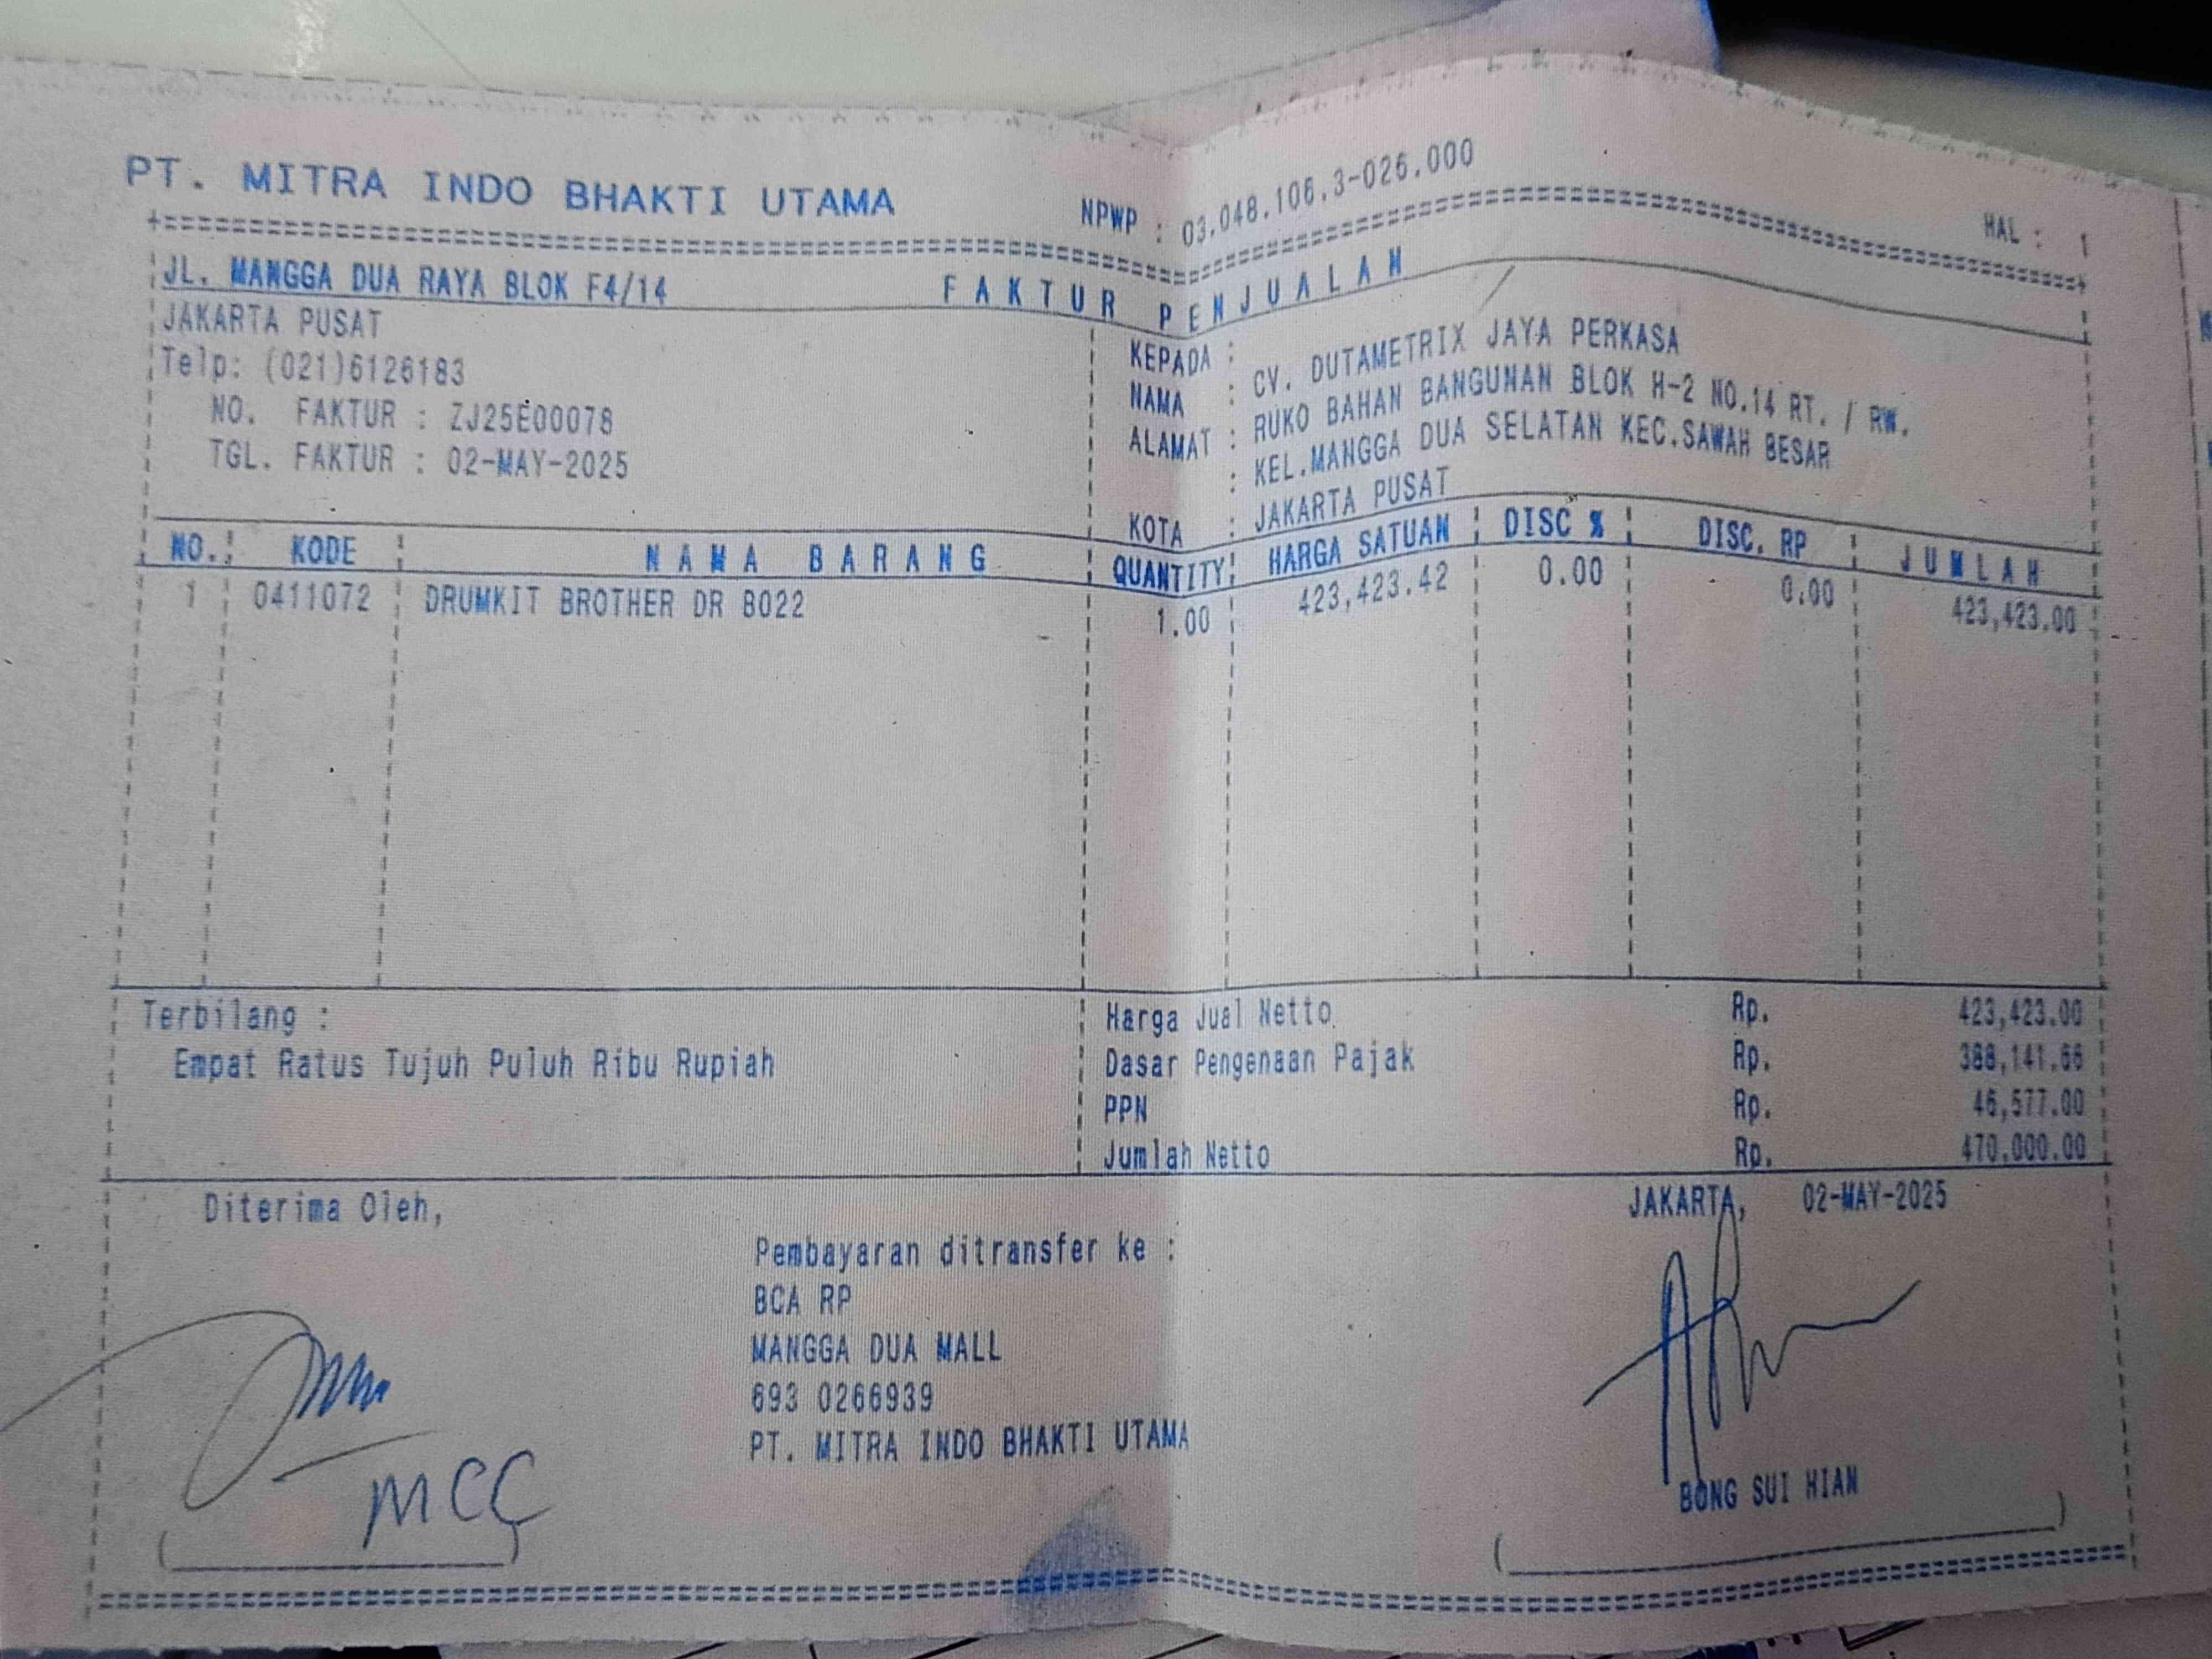 PT. MITRA INDO BHAKTI UTAMA NPWP : 03.048.106.3-026.000 HAL : 1
JL. MANGGA DUA RAYA BLOK F4/14 FAKTUR PENJUALAN
JAKARTA PUSAT
Telp: (021)6126183
NO. FAKTUR : ZJ25E00078
TGL. FAKTUR : 02-MAY-2025
KEPADA :
NAMA : CV. DUTAMETRIX JAYA PERKASA
ALAMAT : RUKO BAHAN BANGUNAN BLOK H-2 NO.14 RT. / RW.
: KEL.MANGGA DUA SELATAN KEC.SAWAH BESAR
KOTA : JAKARTA PUSAT
NO. KODE NAMA BARANG QUANTITY HARGA SATUAN DISC % DISC. RP JUMLAH
1 0411072 DRUMKIT BROTHER DR 8022 1.00 423,423.42 0.00 0.00 423,423.00
Terbilang :
Empat Ratus Tujuh Puluh Ribu Rupiah
Harga Jual Netto Rp. 423,423.00
Dasar Pengenaan Pajak Rp. 388,141.66
PPN Rp. 46,577.00
Jumlah Netto Rp. 470,000.00
Diterima Oleh,
MCC
Pembayaran ditransfer ke :
BCA RP
MANGGA DUA MALL
693 0266939
PT. MITRA INDO BHAKTI UTAMA
JAKARTA, 02-MAY-2025
BONG SUI HIAN